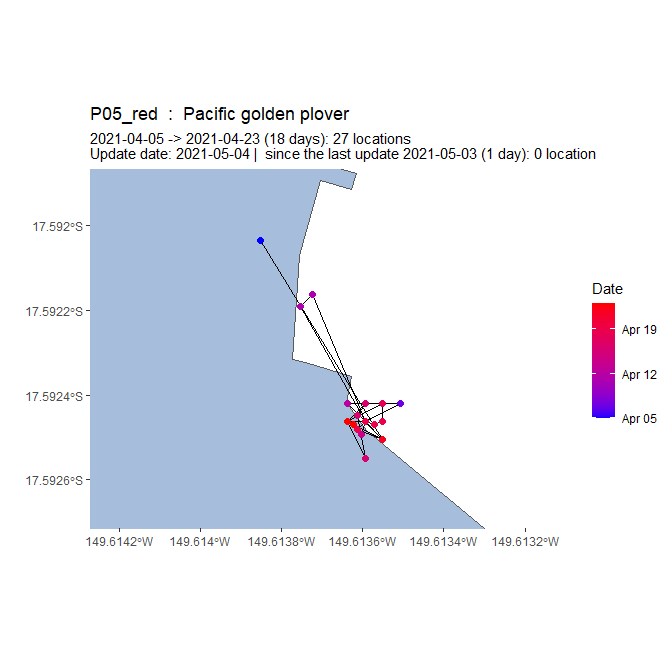 P05_red  :  Pacific golden plover
2021-04-05 -> 2021-04-23 (18 days): 27 locations
Update date: 2021-05-04 |  since the last update 2021-05-03 (1 day): 0 location
17.592°S
17.5922°S
17.5924°S
17.5926°S
149.6142°W
149.614°W
149.6138°W
149.6136°W
149.6134°W
149.6132°W
Date
Apr 19
Apr 12
Apr 05